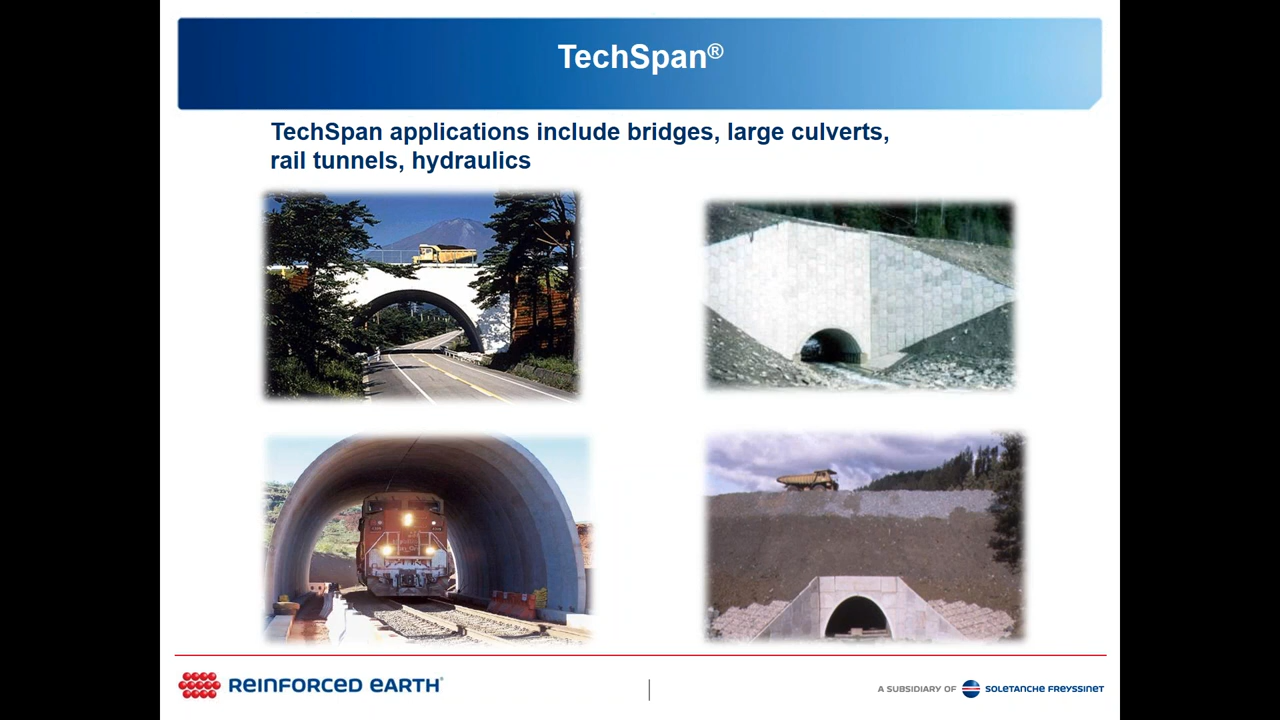 TechSpan®
TechSpan applications include bridges, large culverts,
rail tunnels, hydraulics
REINFORCED EARTH®
A SUBSIDIARY OF SOLETANCHE FREYSSINET